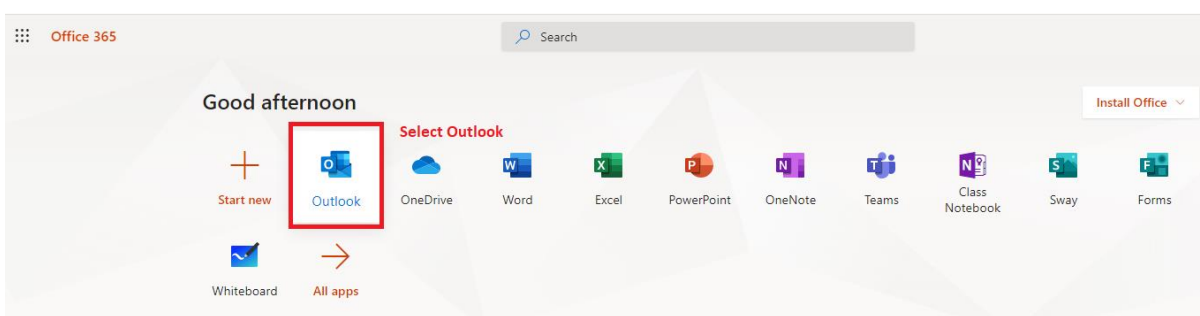 Office 365
Search
Good afternoon
Install Office
Select Outlook
Start new
Outlook
OneDrive
Word
Excel
PowerPoint
OneNote
Teams
Class
Notebook
Sway
Forms
Whiteboard
All apps